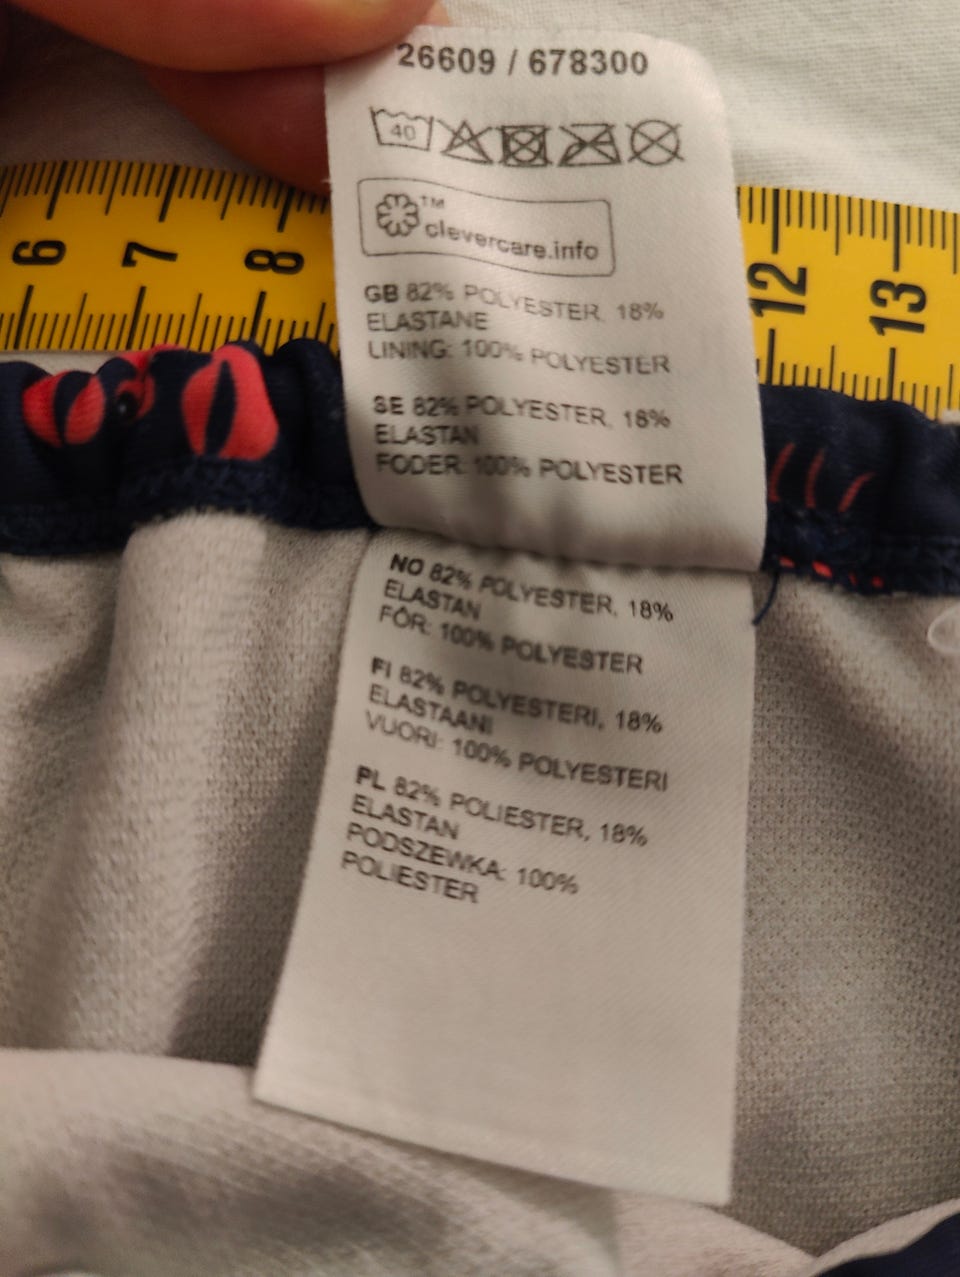 26609 / 678300
40
™
clevercare.info
GB 82% POLYESTER, 18%
ELASTANE
LINING: 100% POLYESTER
SE 82% POLYESTER, 18%
ELASTAN
FODER: 100% POLYESTER
NO 82% POLYESTER, 18%
ELASTAN
FÔR: 100% POLYESTER
FI 82% POLYESTERI, 18%
ELASTAANI
VUORI: 100% POLYESTERI
PL 82% POLIESTER, 18%
ELASTAN
PODSZEWKA: 100%
POLIESTER
6 7 8 12 13